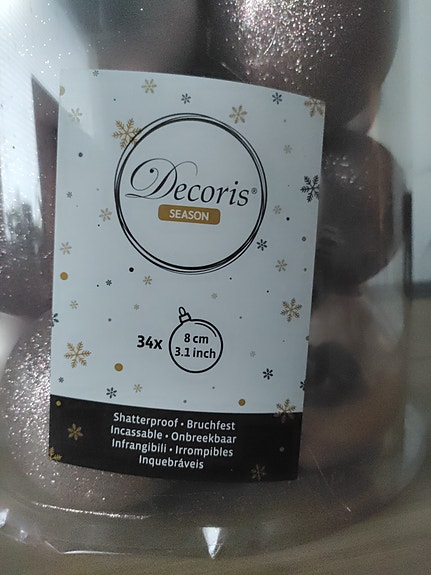 Decoris®
SEASON
34x
8 cm
3.1 inch
Shatterproof • Bruchfest
Incassable • Onbreekbaar
Infrangibili • Irrompibles
Inquebráveis